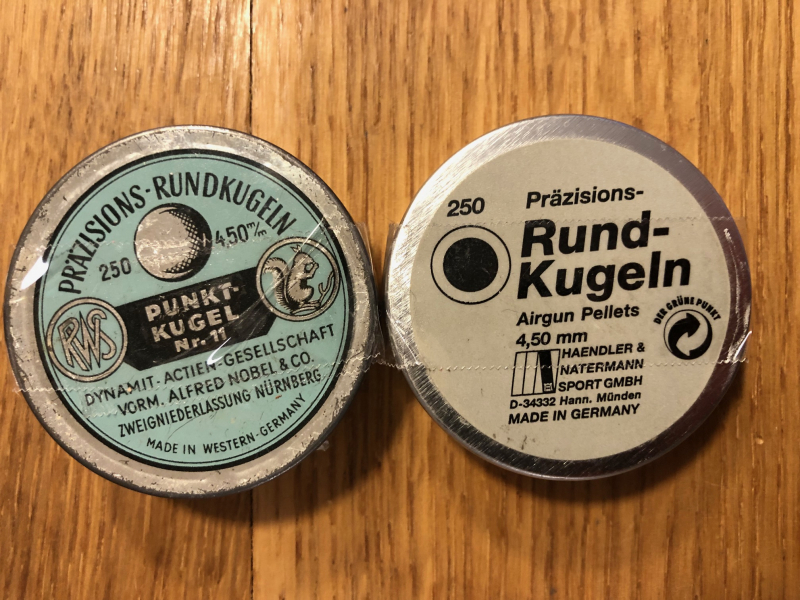 PRÄZISIONS-RUNDKUGELN
250
4,50 m/m
PUNKT-
KUGEL
Nr. 11
RWS
DYNAMIT-ACTIEN-GESELLSCHAFT
VORM. ALFRED NOBEL & CO.
ZWEIGNIEDERLASSUNG NÜRNBERG
MADE IN WESTERN-GERMANY
250 Präzisions-
Rund-
Kugeln
Airgun Pellets
4,50 mm
DER GRÜNE PUNKT
HAENDLER &
NATERMANN
SPORT GMBH
D-34332 Hann. Münden
MADE IN GERMANY